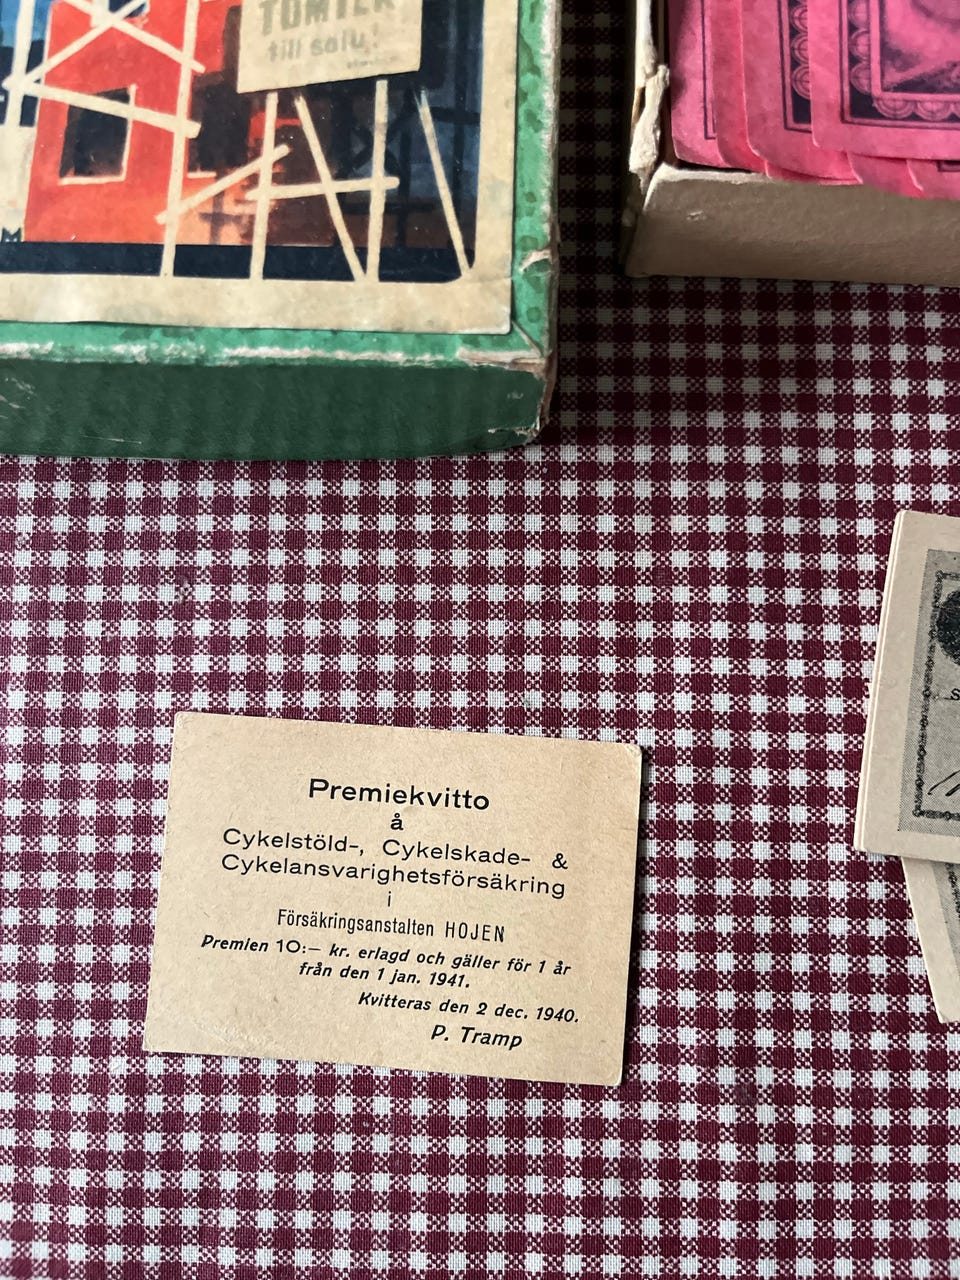 TOMTER
till salu!
M
Premiekvitto
å
Cykelstöld-, Cykelskade- &
Cykelansvarighetsförsäkring
i
Försäkringsanstalten HOJEN
Premien 10:— kr. erlagd och gäller för 1 år
från den 1 jan. 1941.
Kvitteras den 2 dec. 1940.
P. Tramp
S